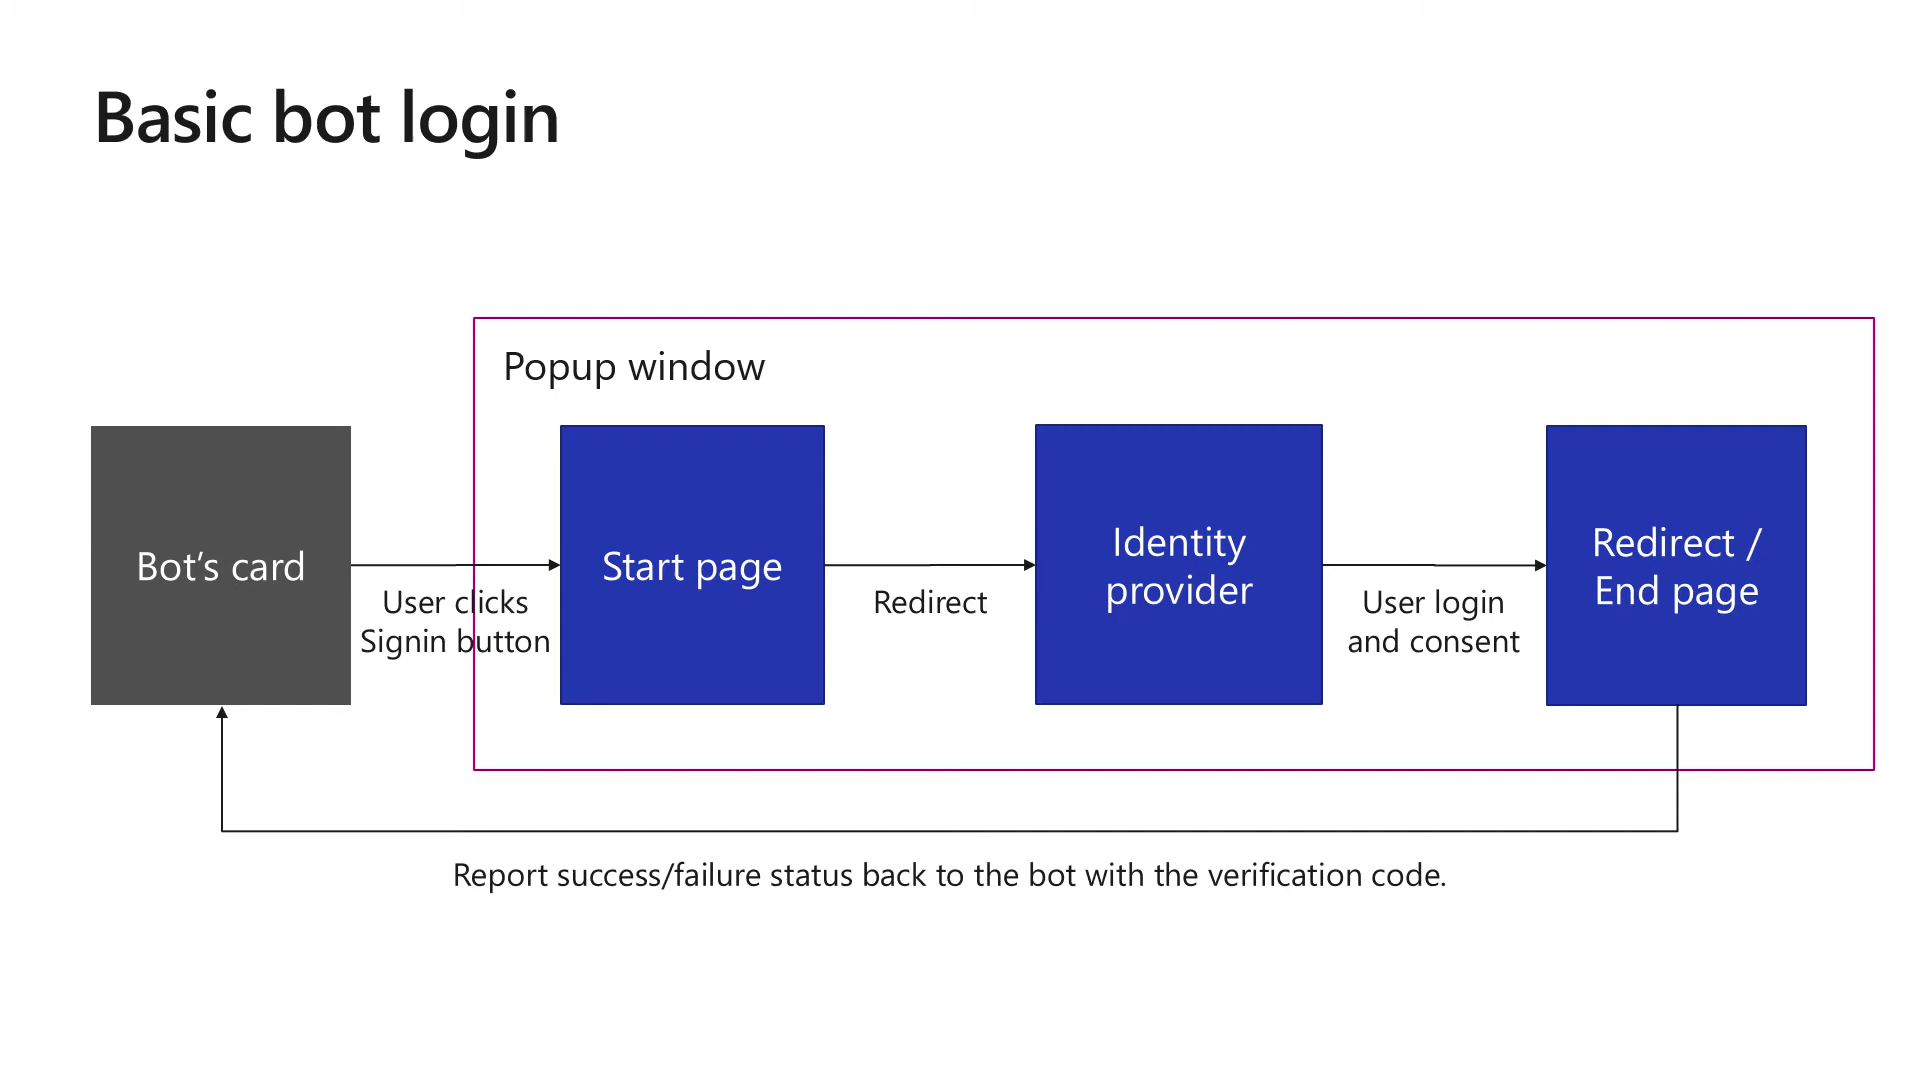 Basic bot login
Popup window
Bot’s card
User clicks
Signin button
Start page
Redirect
Identity
provider
User login
and consent
Redirect /
End page
Report success/failure status back to the bot with the verification code.